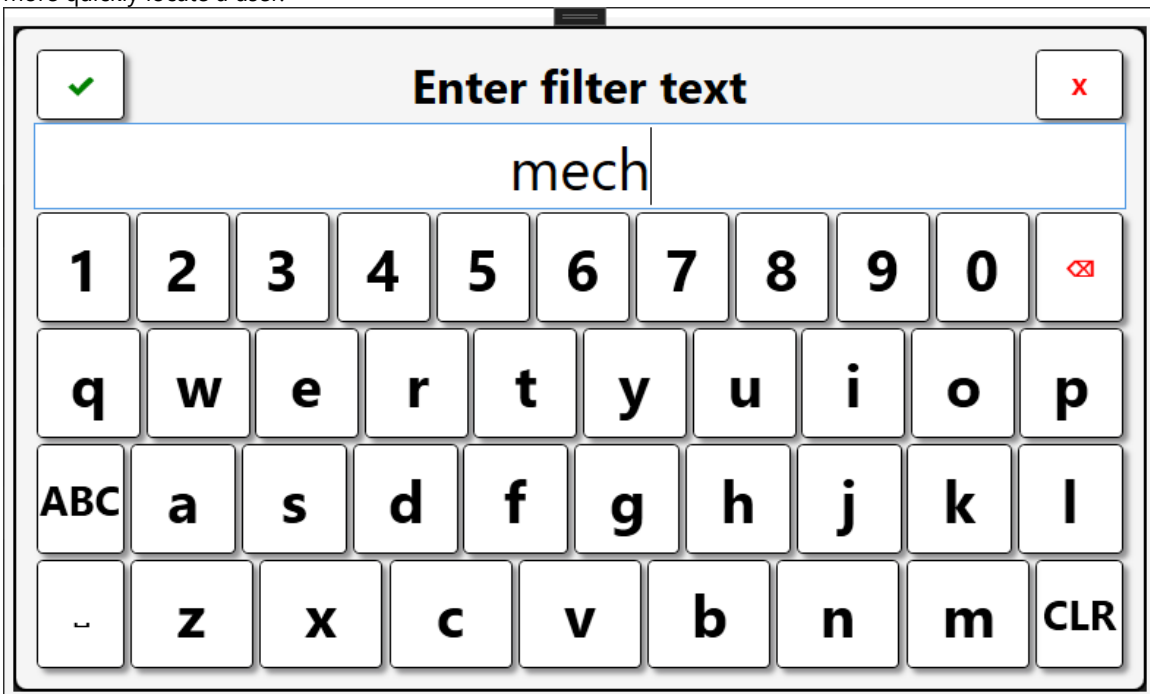 more quickly locate a user.
✔ Enter filter text x
mech
1 2 3 4 5 6 7 8 9 0 ⌫
q w e r t y u i o p
ABC a s d f g h j k l
⎵ z x c v b n m CLR